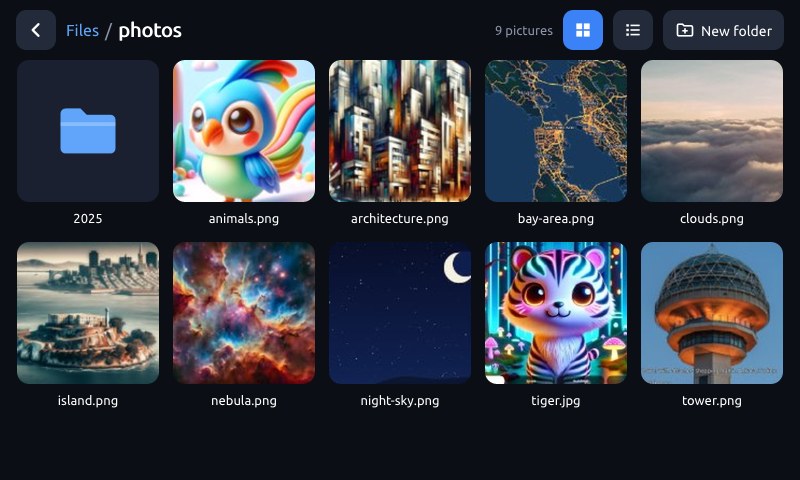 Files / photos
9 pictures
New folder
2025
animals.png
architecture.png
bay-area.png
clouds.png
island.png
nebula.png
night-sky.png
tiger.jpg
tower.png